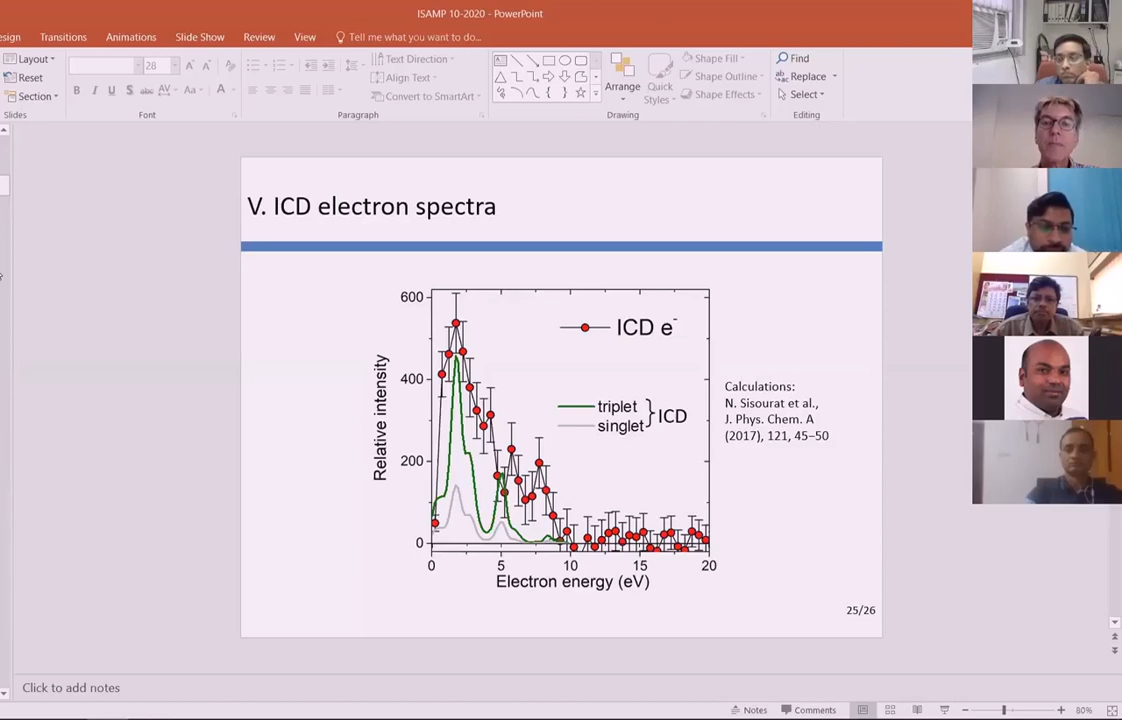 ISAMP 10-2020 - PowerPoint
esign Transitions Animations Slide Show Review View Tell me what you want to do...
Layout
Reset
Section
Slides
28
B I U S abc AV Aa A
Font
Text Direction
Align Text
Convert to SmartArt
Paragraph
Arrange
Quick
Styles
Shape Fill
Shape Outline
Shape Effects
Drawing
Find
Replace
Select
Editing
V. ICD electron spectra
600
400
200
0
Relative intensity
ICD e-
triplet
singlet
ICD
0 5 10 15 20
Electron energy (eV)
Calculations:
N. Sisourat et al.,
J. Phys. Chem. A
(2017), 121, 45–50
25/26
Click to add notes
Notes Comments 80%